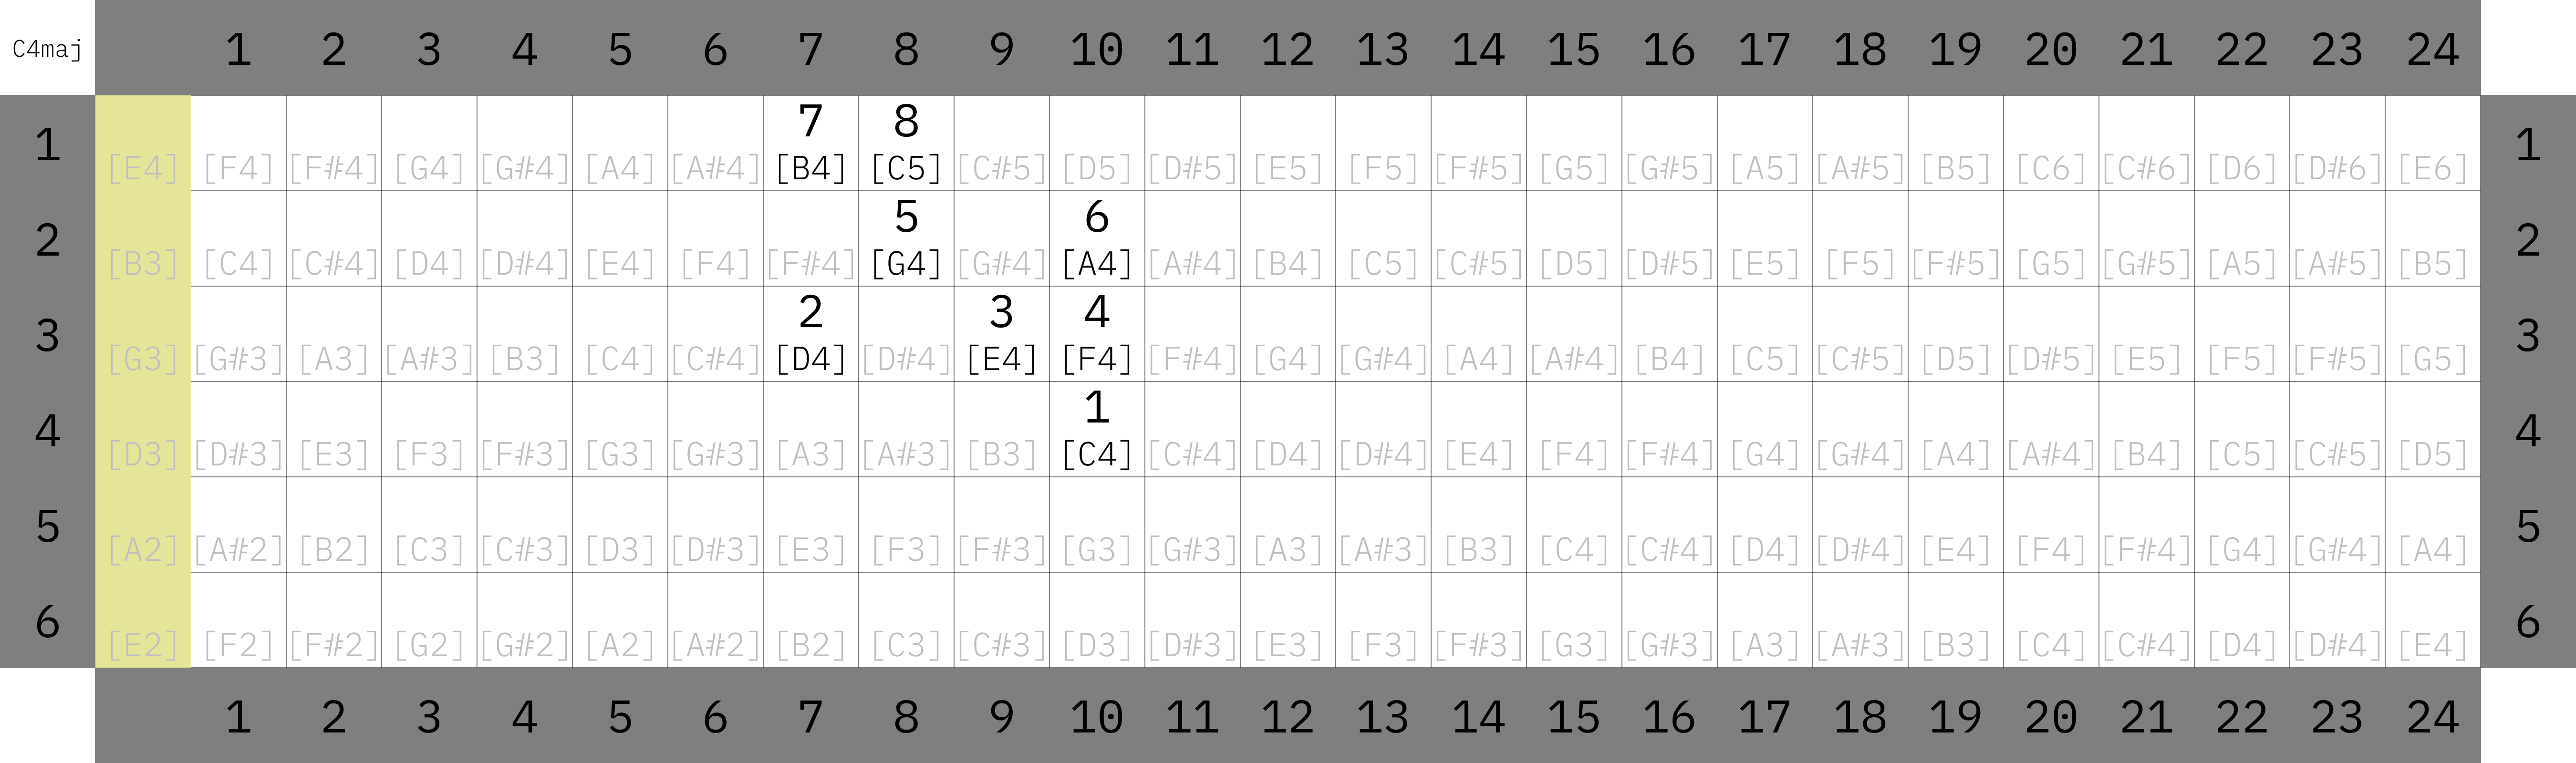 C4maj 1 2 3 4 5 6 7 8 9 10 11 12 13 14 15 16 17 18 19 20 21 22 23 24
7 8
1 [E4] [F4] [F#4] [G4] [G#4] [A4] [A#4] [B4] [C5] [C#5] [D5] [D#5] [E5] [F5] [F#5] [G5] [G#5] [A5] [A#5] [B5] [C6] [C#6] [D6] [D#6] [E6] 1
5 6
2 [B3] [C4] [C#4] [D4] [D#4] [E4] [F4] [F#4] [G4] [G#4] [A4] [A#4] [B4] [C5] [C#5] [D5] [D#5] [E5] [F5] [F#5] [G5] [G#5] [A5] [A#5] [B5] 2
2 3 4
3 [G3] [G#3] [A3] [A#3] [B3] [C4] [C#4] [D4] [D#4] [E4] [F4] [F#4] [G4] [G#4] [A4] [A#4] [B4] [C5] [C#5] [D5] [D#5] [E5] [F5] [F#5] [G5] 3
1
4 [D3] [D#3] [E3] [F3] [F#3] [G3] [G#3] [A3] [A#3] [B3] [C4] [C#4] [D4] [D#4] [E4] [F4] [F#4] [G4] [G#4] [A4] [A#4] [B4] [C5] [C#5] [D5] 4
5 [A2] [A#2] [B2] [C3] [C#3] [D3] [D#3] [E3] [F3] [F#3] [G3] [G#3] [A3] [A#3] [B3] [C4] [C#4] [D4] [D#4] [E4] [F4] [F#4] [G4] [G#4] [A4] 5
6 [E2] [F2] [F#2] [G2] [G#2] [A2] [A#2] [B2] [C3] [C#3] [D3] [D#3] [E3] [F3] [F#3] [G3] [G#3] [A3] [A#3] [B3] [C4] [C#4] [D4] [D#4] [E4] 6
1 2 3 4 5 6 7 8 9 10 11 12 13 14 15 16 17 18 19 20 21 22 23 24